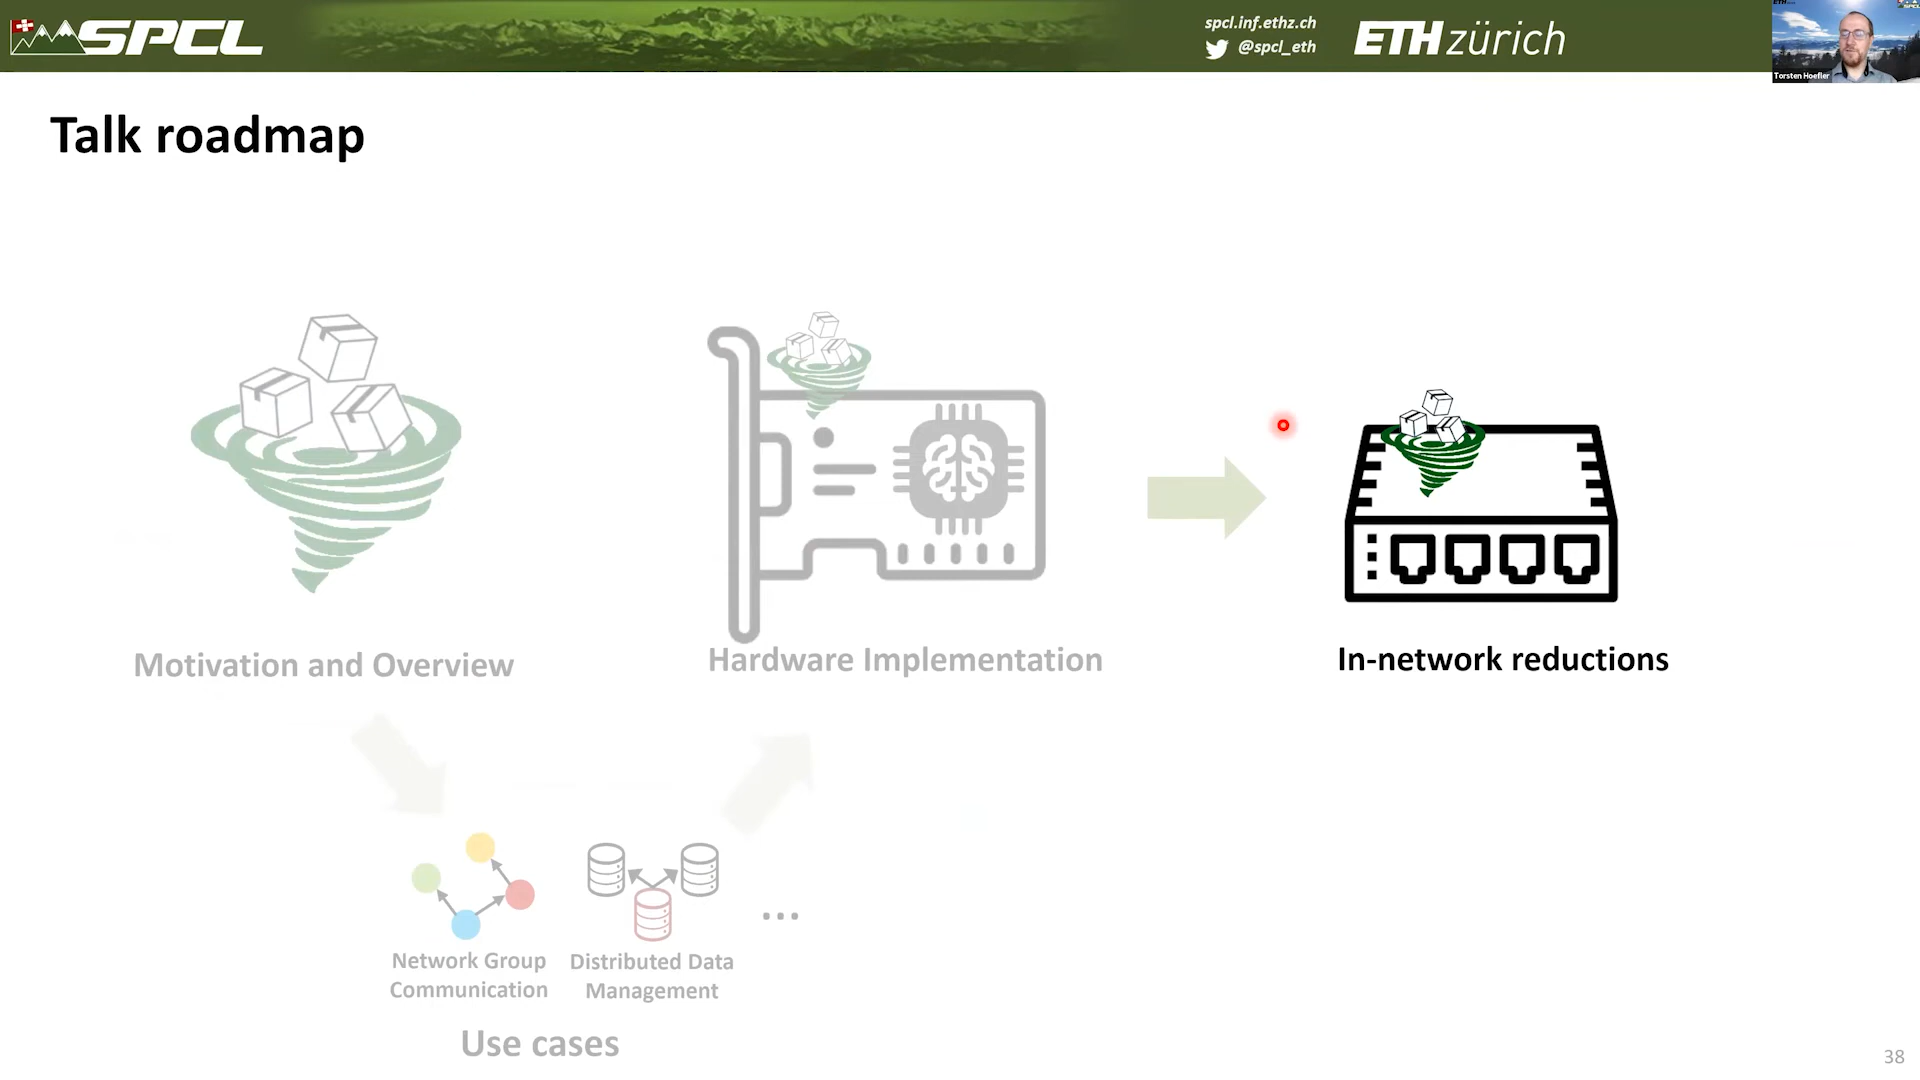 SPCL
spcl.inf.ethz.ch
@spcl_eth
ETH zürich
Torsten Hoefler
Talk roadmap
Motivation and Overview
Hardware Implementation
In-network reductions
Network Group
Communication
Distributed Data
Management
...
Use cases
38